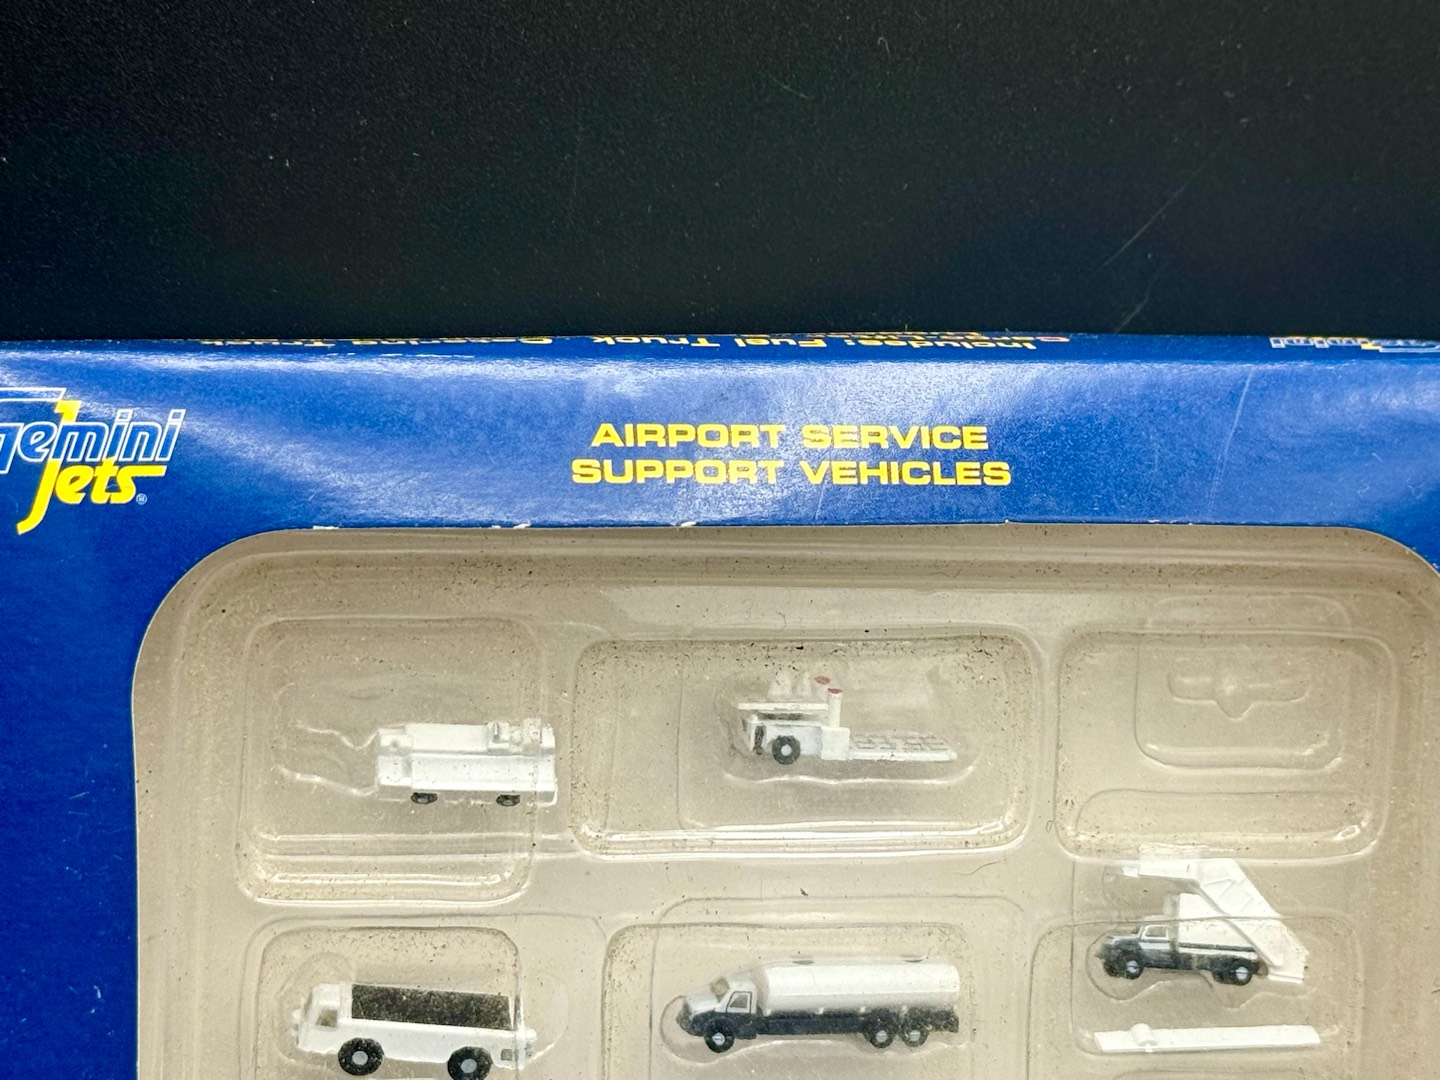 Includes: Fuel Truck
gemini
Jets®
AIRPORT SERVICE
SUPPORT VEHICLES